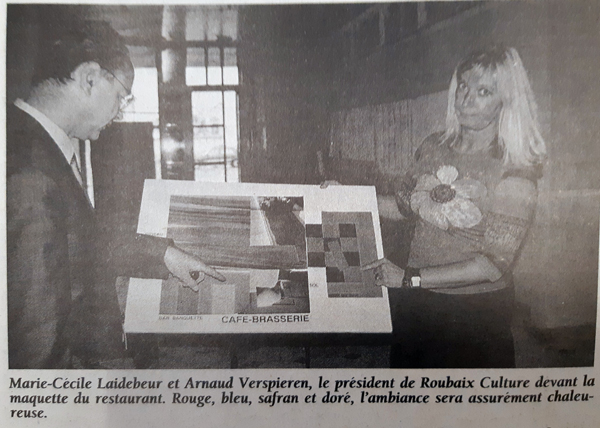 SOL
BAR BANQUETTE CAFE-BRASSERIE
Marie-Cécile Laidebeur et Arnaud Verspieren, le président de Roubaix Culture devant la
maquette du restaurant. Rouge, bleu, safran et doré, l'ambiance sera assurément chaleu-
reuse.